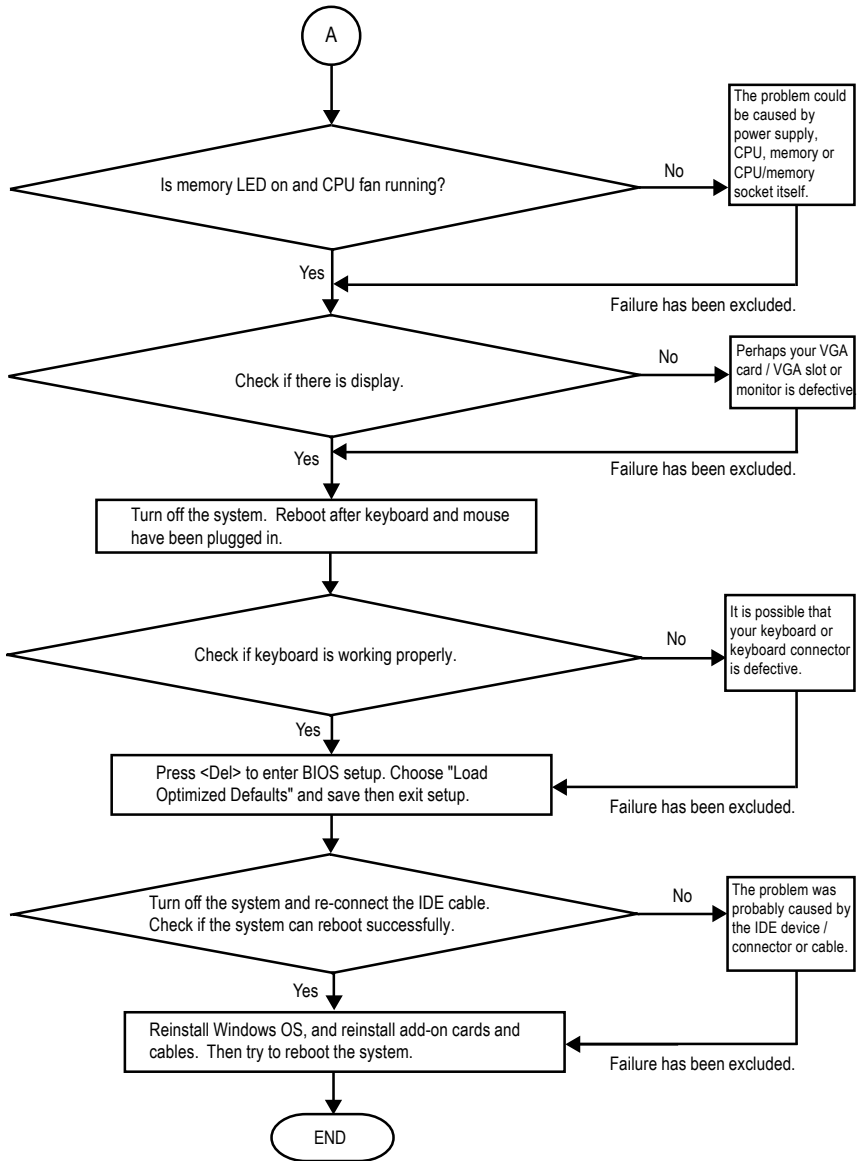 A
Is memory LED on and CPU fan running?
No
The problem could
be caused by
power supply,
CPU, memory or
CPU/memory
socket itself.
Yes
Failure has been excluded.
Check if there is display.
No
Perhaps your VGA
card / VGA slot or
monitor is defective.
Yes
Failure has been excluded.
Turn off the system.  Reboot after keyboard and mouse
have been plugged in.
Check if keyboard is working properly.
No
It is possible that
your keyboard or
keyboard connector
is defective.
Yes
Press <Del> to enter BIOS setup. Choose "Load
Optimized Defaults" and save then exit setup.
Failure has been excluded.
Turn off the system and re-connect the IDE cable.
Check if the system can reboot successfully.
No
The problem was
probably caused by
the IDE device /
connector or cable.
Yes
Reinstall Windows OS, and reinstall add-on cards and
cables.  Then try to reboot the system.
Failure has been excluded.
END